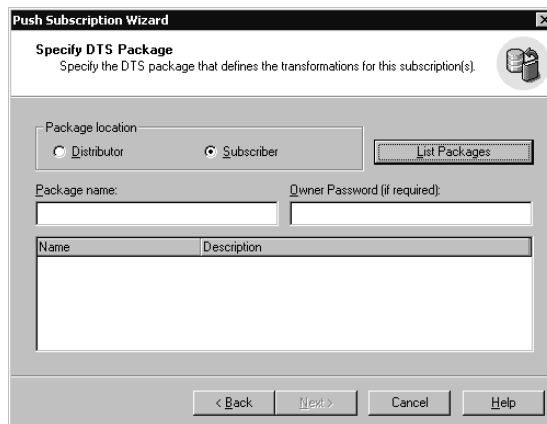 Push Subscription Wizard
Specify DTS Package
Specify the DTS package that defines the transformations for this subscription(s).
Package location
Distributor
Subscriber
List Packages
Package name:
Owner Password (if required):
Name
Description
< Back
Next >
Cancel
Help